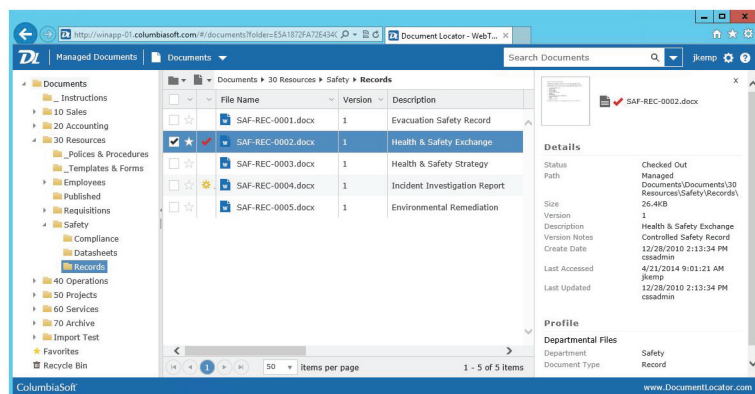 http://winapp-01.columbiasoft.com/#/documents?folder=E5A1872FA72E434C
Document Locator - WebT...
DL Managed Documents Documents Search Documents jkemp
Documents
_ Instructions
10 Sales
20 Accounting
30 Resources
_Polices & Procedures
_Templates & Forms
Employees
Published
Requisitions
Safety
Compliance
Datasheets
Records
40 Operations
50 Projects
60 Services
70 Archive
Import Test
Favorites
Recycle Bin
Documents 30 Resources Safety Records
File Name Version Description
SAF-REC-0001.docx 1 Evacuation Safety Record
SAF-REC-0002.docx 1 Health & Safety Exchange
SAF-REC-0003.docx 1 Health & Safety Strategy
SAF-REC-0004.docx 1 Incident Investigation Report
SAF-REC-0005.docx 1 Environmental Remediation
1 50 items per page 1 - 5 of 5 items
x
SAF-REC-0002.docx
Details
Status Checked Out
Path Managed
Documents\Documents\30
Resources\Safety\Records\
Size 26.4KB
Version 1
Description Health & Safety Exchange
Version Notes Controlled Safety Record
Create Date 12/28/2010 2:13:34 PM
cssadmin
Last Accessed 4/21/2014 9:01:21 AM
jkemp
Last Updated 12/28/2010 2:13:34 PM
cssadmin
Profile
Departmental Files
Department Safety
Document Type Record
ColumbiaSoft www.DocumentLocator.com